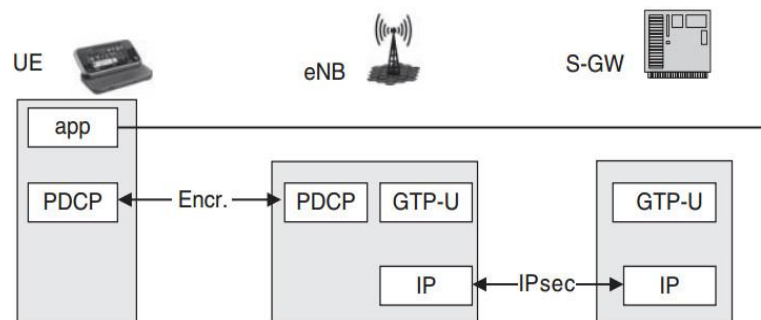 UE
eNB
S-GW
app
PDCP
Encr.
PDCP
GTP-U
GTP-U
IP
IPsec
IP